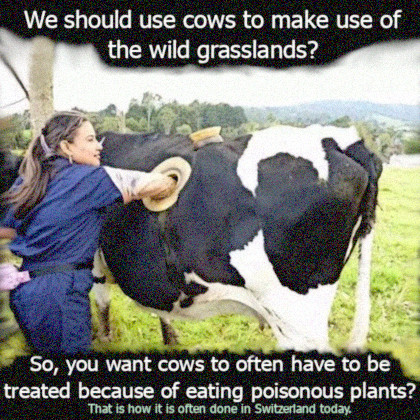 We should use cows to make use of
the wild grasslands?
So, you want cows to often have to be
treated because of eating poisonous plants?
That is how it is often done in Switzerland today.